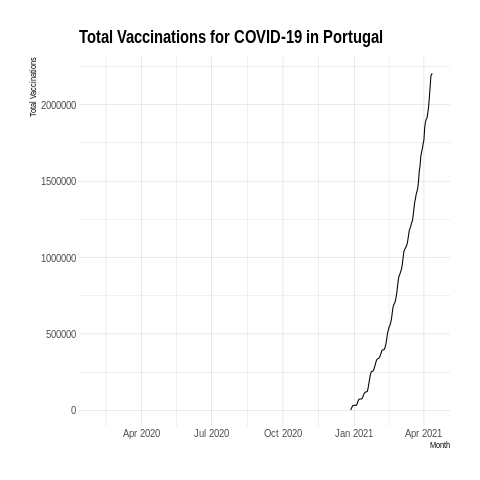 Total Vaccinations for COVID-19 in Portugal
Total Vaccinations
2000000
1500000
1000000
500000
0
Apr 2020 Jul 2020 Oct 2020 Jan 2021 Apr 2021
Month